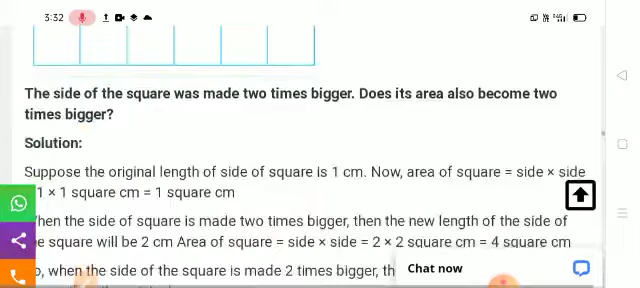 3:32
The side of the square was made two times bigger. Does its area also become two
times bigger?
Solution:
Suppose the original length of side of square is 1 cm. Now, area of square = side × side
1 × 1 square cm = 1 square cm
hen the side of square is made two times bigger, then the new length of the side of
e square will be 2 cm Area of square = side × side = 2 × 2 square cm = 4 square cm
o, when the side of the square is made 2 times bigger, th
Chat now